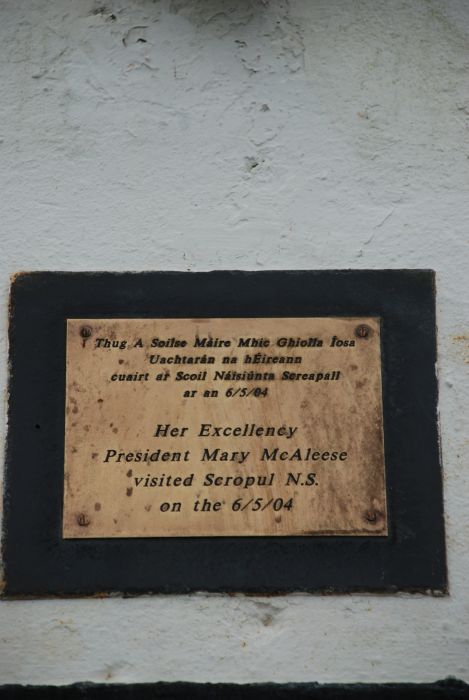 Thug A Soilse Máire Mhic Ghiolla Íosa
Uachtarán na hÉireann
cuairt ar Scoil Náisiúnta Screapall
ar an 6/5/04
Her Excellency
President Mary McAleese
visited Scropul N.S.
on the 6/5/04